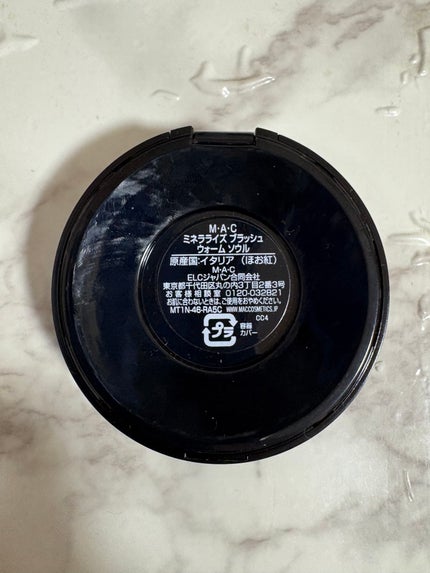 M·A·C
ミネラライズ ブラッシュ
ウォーム ソウル
原産国:イタリア (ほお紅)
M·A·C
ELCジャパン合同会社
東京都千代田区丸の内3丁目2番3号
お客様相談室 0120-032821
お肌に合わないときは、ご使用をおやめください。
MT1N-46-RA5C WWW.MACCOSMETICS.JP
CC4
プラ 容器
カバー